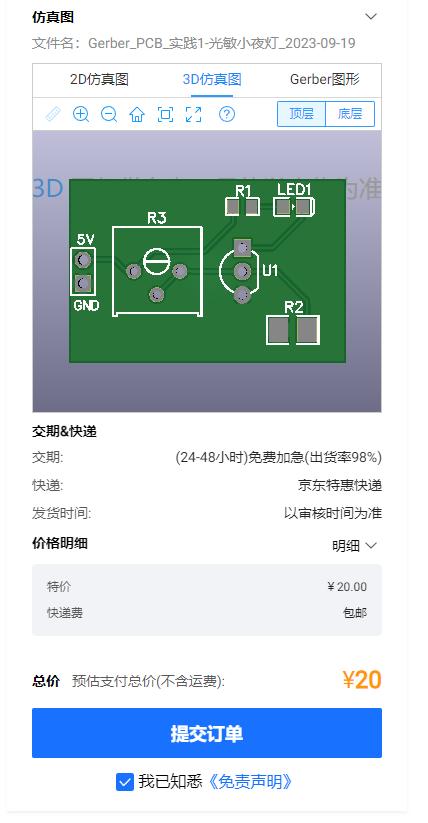 仿真图
文件名：Gerber_PCB_实践1-光敏小夜灯_2023-09-19
2D仿真图 3D仿真图 Gerber图形
顶层 底层
3D 为准
R1 LED1
R3
5V
U1
GND
R2
交期&快递
交期: (24-48小时)免费加急(出货率98%)
快递: 京东特惠快递
发货时间: 以审核时间为准
价格明细 明细
特价 ￥20.00
快递费 包邮
总价 预估支付总价(不含运费): ¥20
提交订单
我已知悉《免责声明》